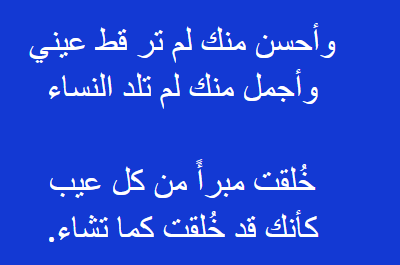 وأحسن منك لم تر قط عيني
وأجمل منك لم تلد النساء
خُلقت مبرأً من كل عيب
كأنك قد خُلقت كما تشاء.